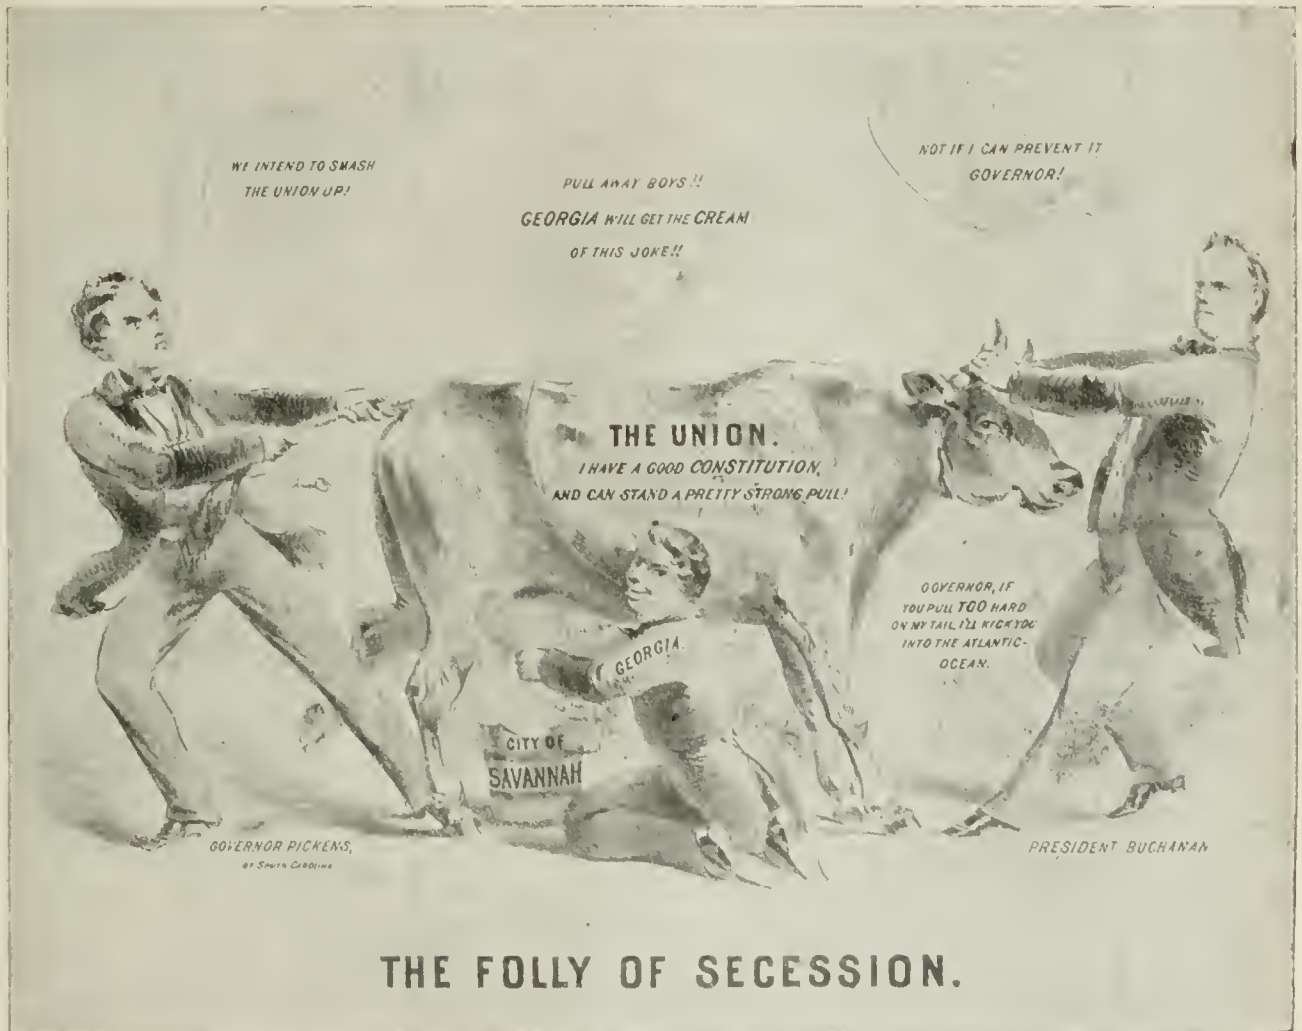 WE INTEND TO SMASH
THE UNION UP!
PULL AWAY BOYS!!
GEORGIA WILL GET THE CREAM
OF THIS JOKE!!
NOT IF I CAN PREVENT IT
GOVERNOR!
THE UNION.
I HAVE A GOOD CONSTITUTION,
AND CAN STAND A PRETTY STRONG PULL!
GOVERNOR, IF
YOU PULL TOO HARD
ON MY TAIL, I'LL KICK YOU
INTO THE ATLANTIC-
OCEAN.
GEORGIA.
CITY OF
SAVANNAH
GOVERNOR PICKENS,
OF SOUTH CAROLINA
PRESIDENT BUCHANAN
THE FOLLY OF SECESSION.